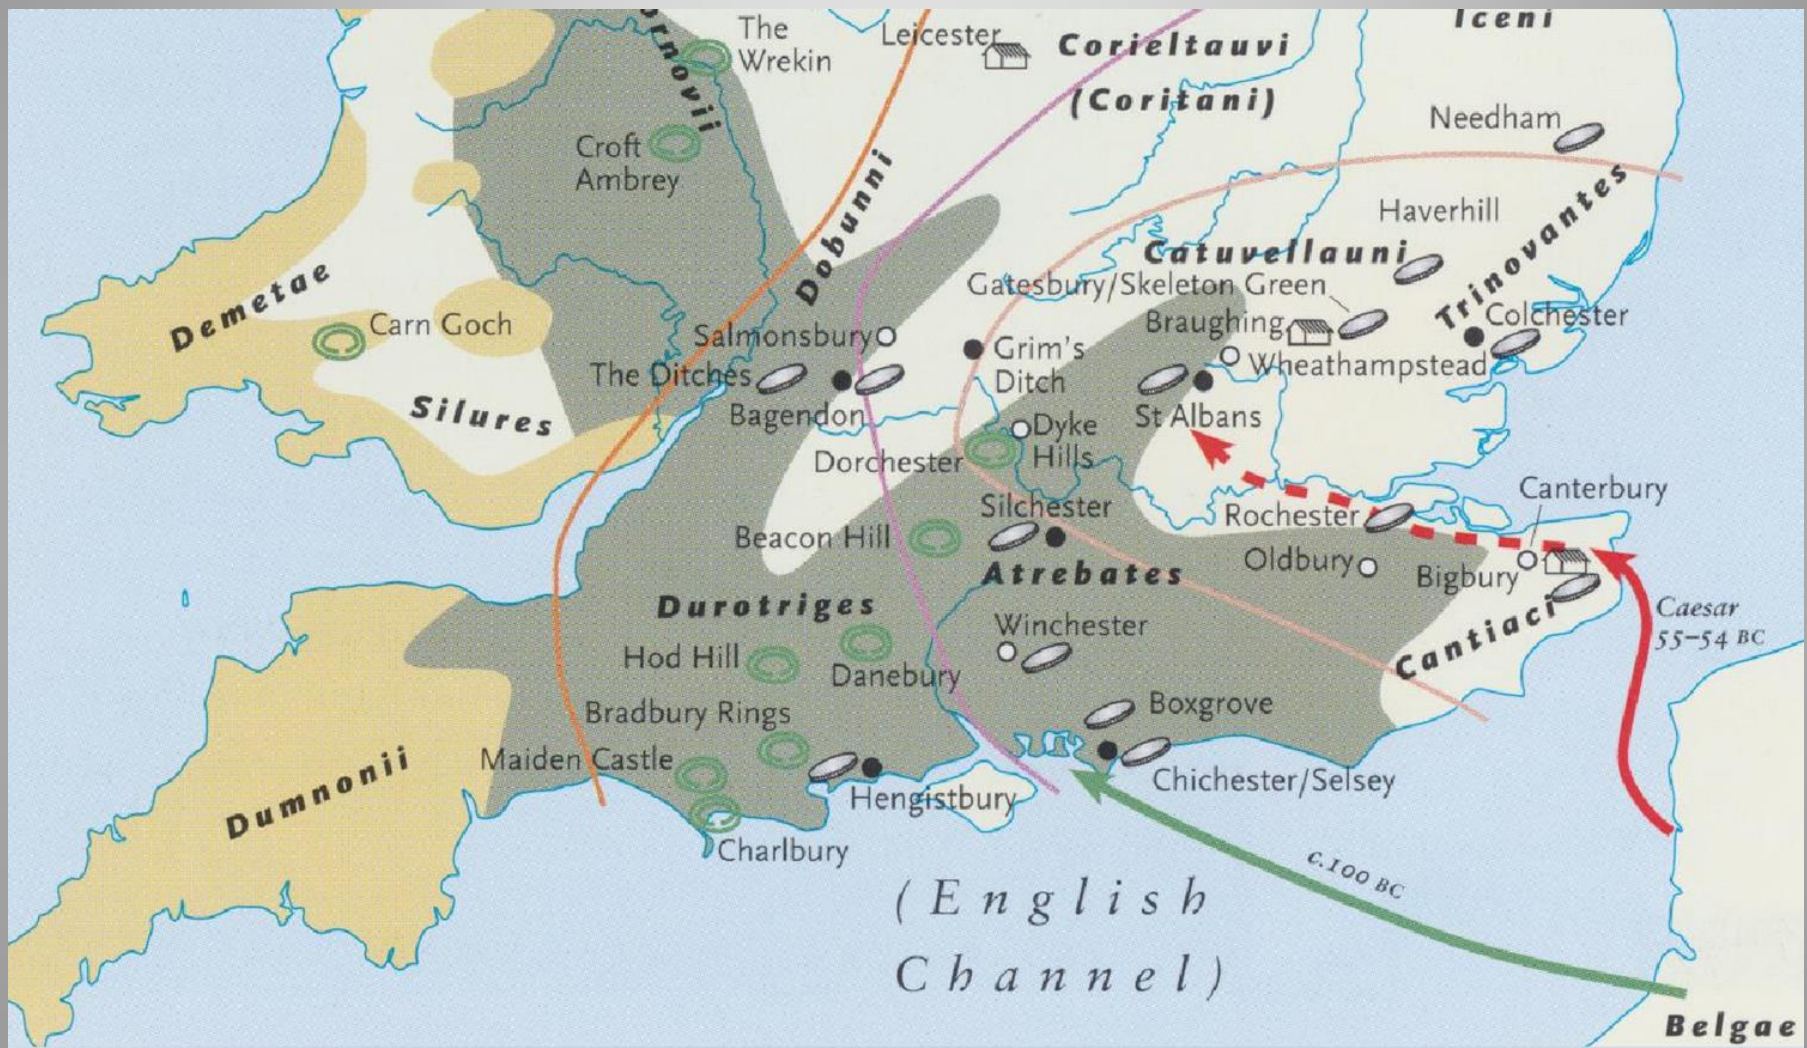 Iceni
The
Wrekin
Leicester
Corieltauvi
(Coritani)
Needham
Croft
Ambrey
Dobunni
Haverhill
Catuvellauni
Trinovantes
Gatesbury/Skeleton Green
Demetae
Carn Goch
Salmonsbury
Braughing
Colchester
Grim's
Ditch
Wheathampstead
The Ditches
Bagendon
St Albans
Silures
Dyke
Hills
Dorchester
Canterbury
Silchester
Rochester
Beacon Hill
Oldbury
Bigbury
Atrebates
Durotriges
Cantiaci
Caesar
55–54 BC
Winchester
Hod Hill
Danebury
Boxgrove
Bradbury Rings
Maiden Castle
Chichester/Selsey
Dumnonii
Hengistbury
Charlbury
c.100 BC
(English
Channel)
Belgae